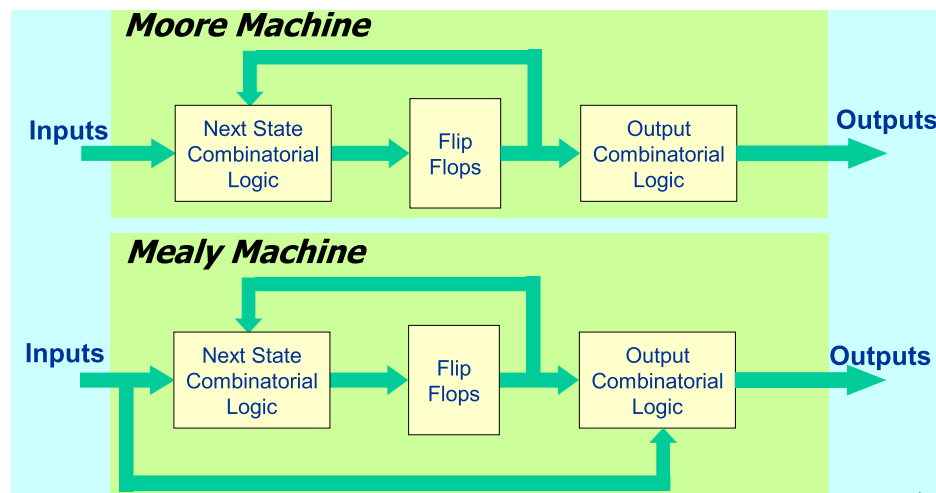 Moore Machine
Inputs
Next State
Combinatorial
Logic
Flip
Flops
Output
Combinatorial
Logic
Outputs
Mealy Machine
Inputs
Next State
Combinatorial
Logic
Flip
Flops
Output
Combinatorial
Logic
Outputs